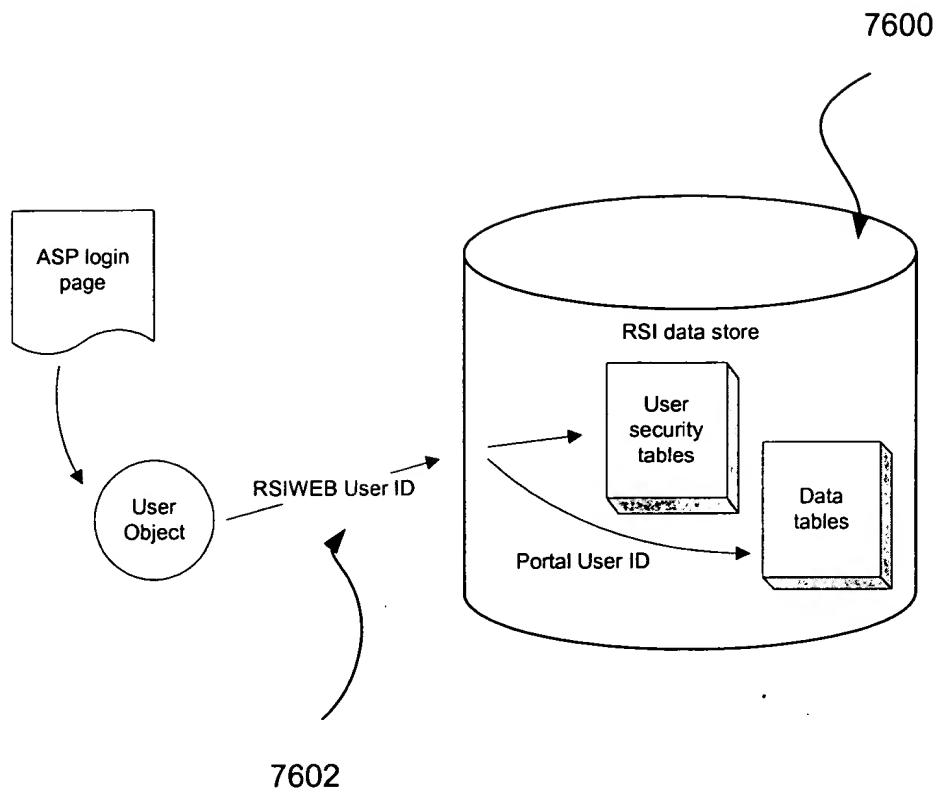 7600
ASP login
page
RSI data store
User
security
tables
RSIWEB User ID
User
Object
Data
tables
Portal User ID
7602